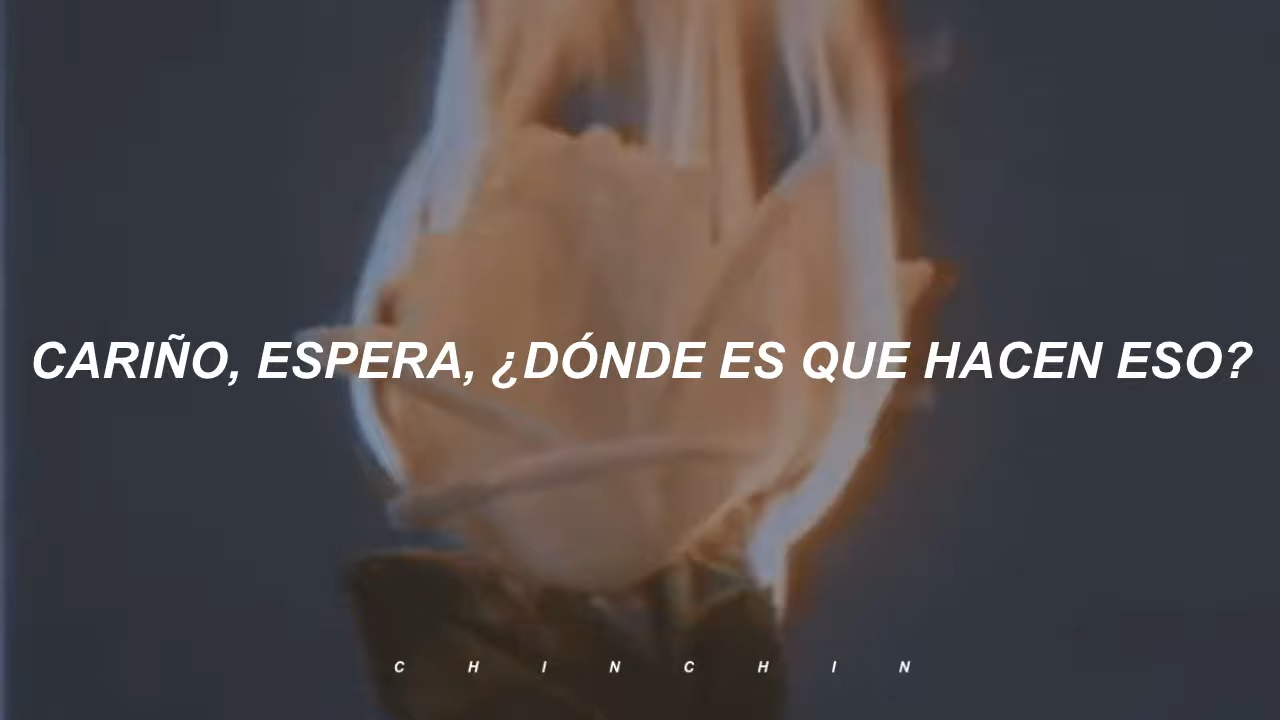 CARIÑO, ESPERA, ¿DÓNDE ES QUE HACEN ESO?
C H I N C H I N